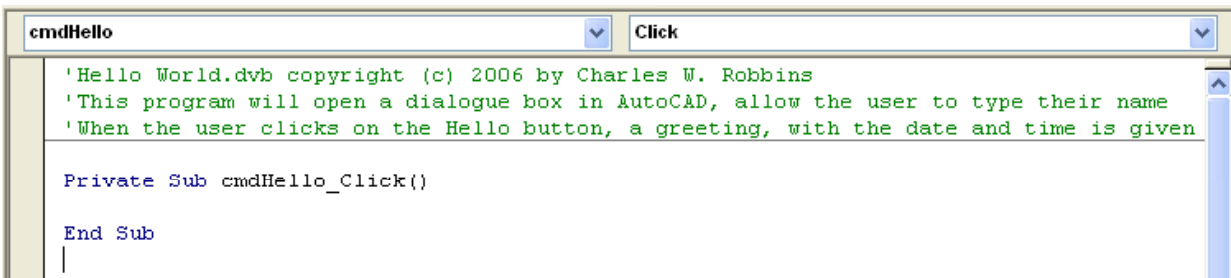 cmdHello
Click
'Hello World.dvb copyright (c) 2006 by Charles W. Robbins
'This program will open a dialogue box in AutoCAD, allow the user to type their name
'When the user clicks on the Hello button, a greeting, with the date and time is given
Private Sub cmdHello_Click()
End Sub